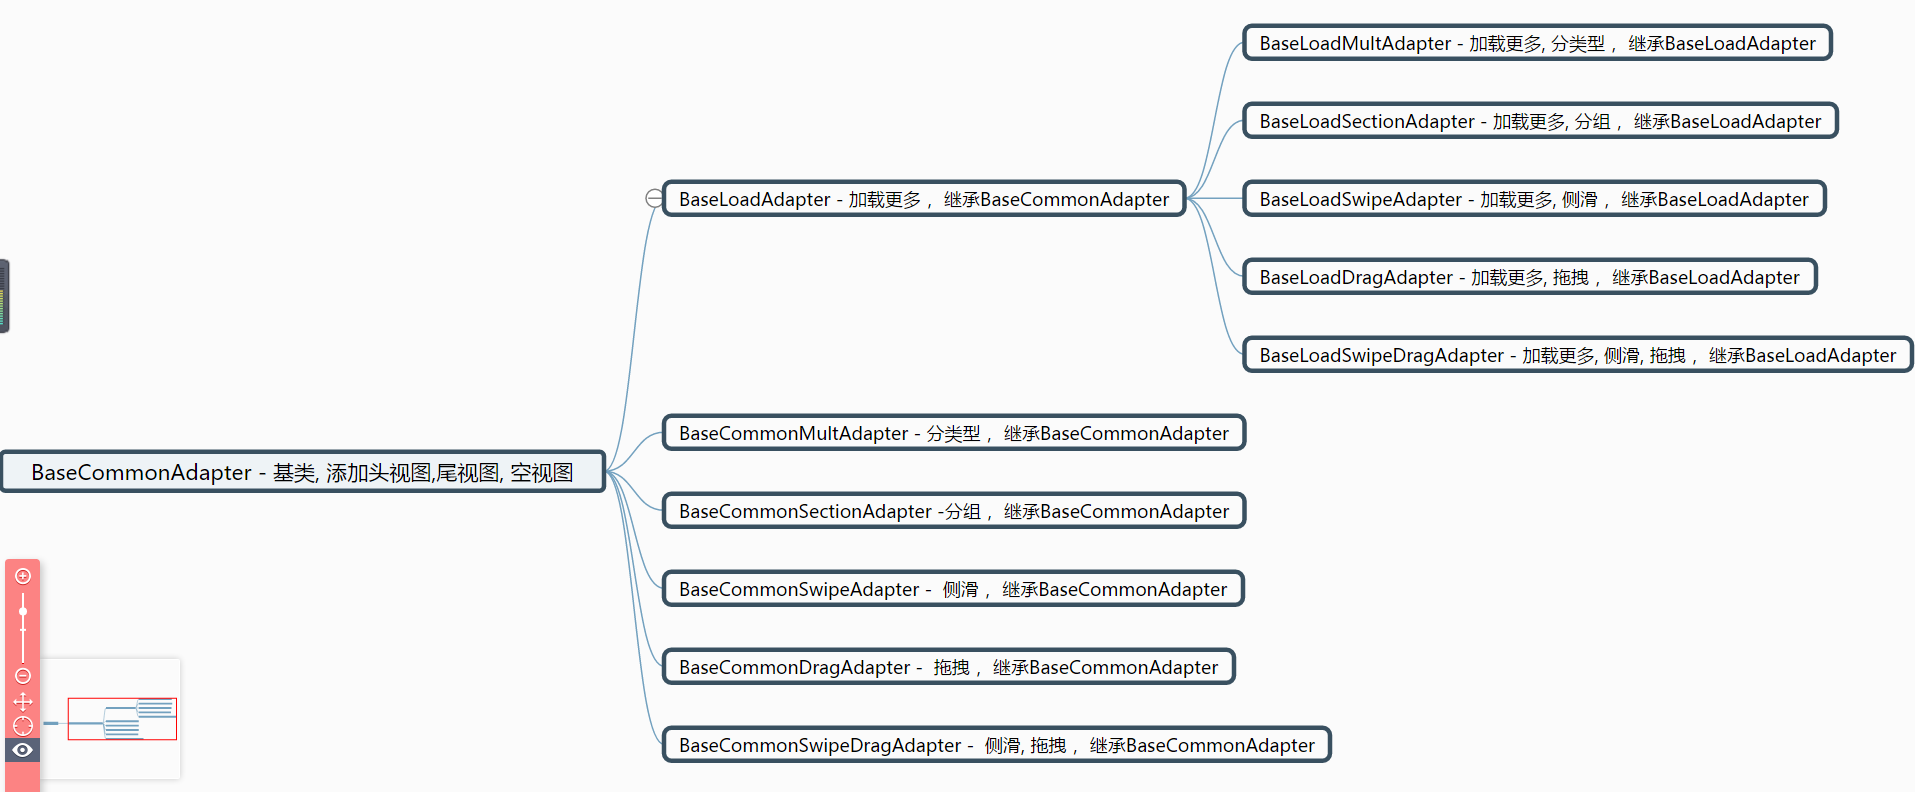 BaseLoadMultAdapter - 加载更多, 分类型， 继承BaseLoadAdapter
BaseLoadSectionAdapter - 加载更多, 分组， 继承BaseLoadAdapter
BaseLoadAdapter - 加载更多， 继承BaseCommonAdapter
BaseLoadSwipeAdapter - 加载更多, 侧滑， 继承BaseLoadAdapter
BaseLoadDragAdapter - 加载更多, 拖拽， 继承BaseLoadAdapter
BaseLoadSwipeDragAdapter - 加载更多, 侧滑, 拖拽， 继承BaseLoadAdapter
BaseCommonMultAdapter - 分类型， 继承BaseCommonAdapter
BaseCommonAdapter - 基类, 添加头视图,尾视图, 空视图
BaseCommonSectionAdapter -分组， 继承BaseCommonAdapter
BaseCommonSwipeAdapter -  侧滑， 继承BaseCommonAdapter
BaseCommonDragAdapter -  拖拽， 继承BaseCommonAdapter
BaseCommonSwipeDragAdapter -  侧滑, 拖拽， 继承BaseCommonAdapter